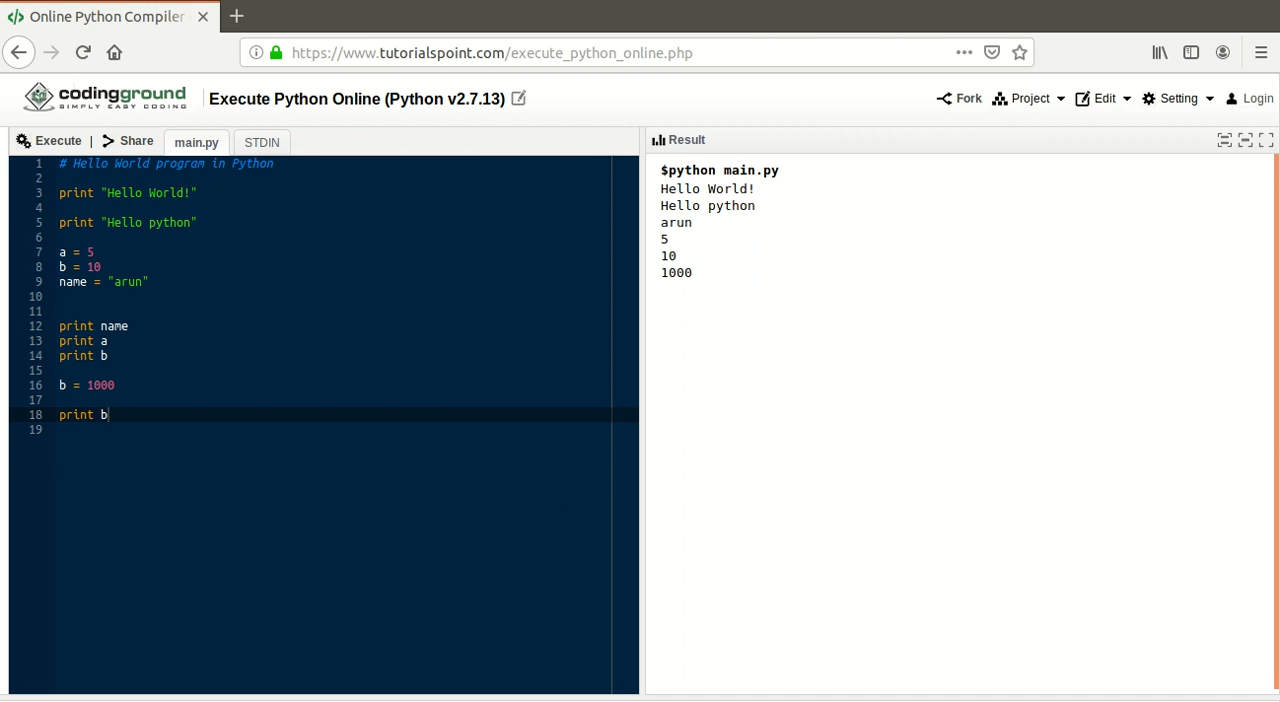 Online Python Compiler
https://www.tutorialspoint.com/execute_python_online.php
codingground
SIMPLY EASY CODING
Execute Python Online (Python v2.7.13)
Fork Project Edit Setting Login
Execute | Share main.py STDIN
Result
1 # Hello World program in Python
2
3 print "Hello World!"
4
5 print "Hello python"
6
7 a = 5
8 b = 10
9 name = "arun"
10
11
12 print name
13 print a
14 print b
15
16 b = 1000
17
18 print b
19
$python main.py
Hello World!
Hello python
arun
5
10
1000